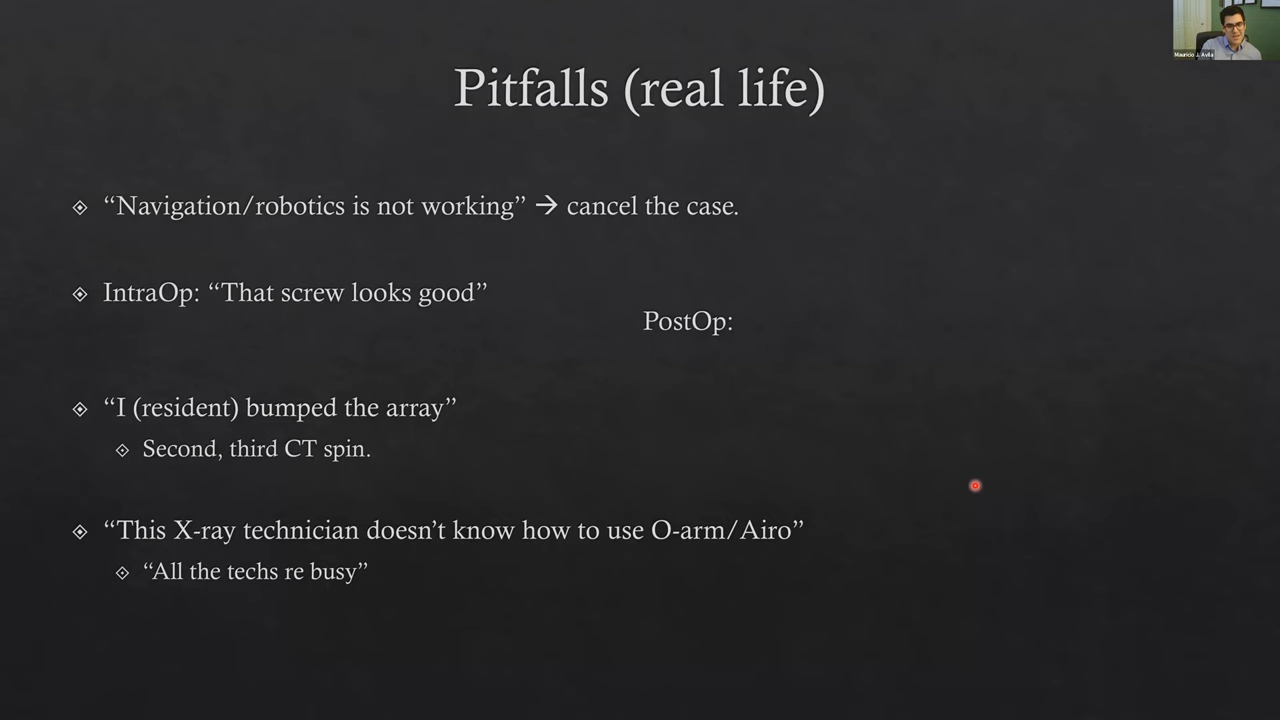 Mauricio J. Avila
Pitfalls (real life)
“Navigation/robotics is not working” → cancel the case.
IntraOp: “That screw looks good”
PostOp:
“I (resident) bumped the array”
Second, third CT spin.
“This X-ray technician doesn’t know how to use O-arm/Airo”
“All the techs re busy”